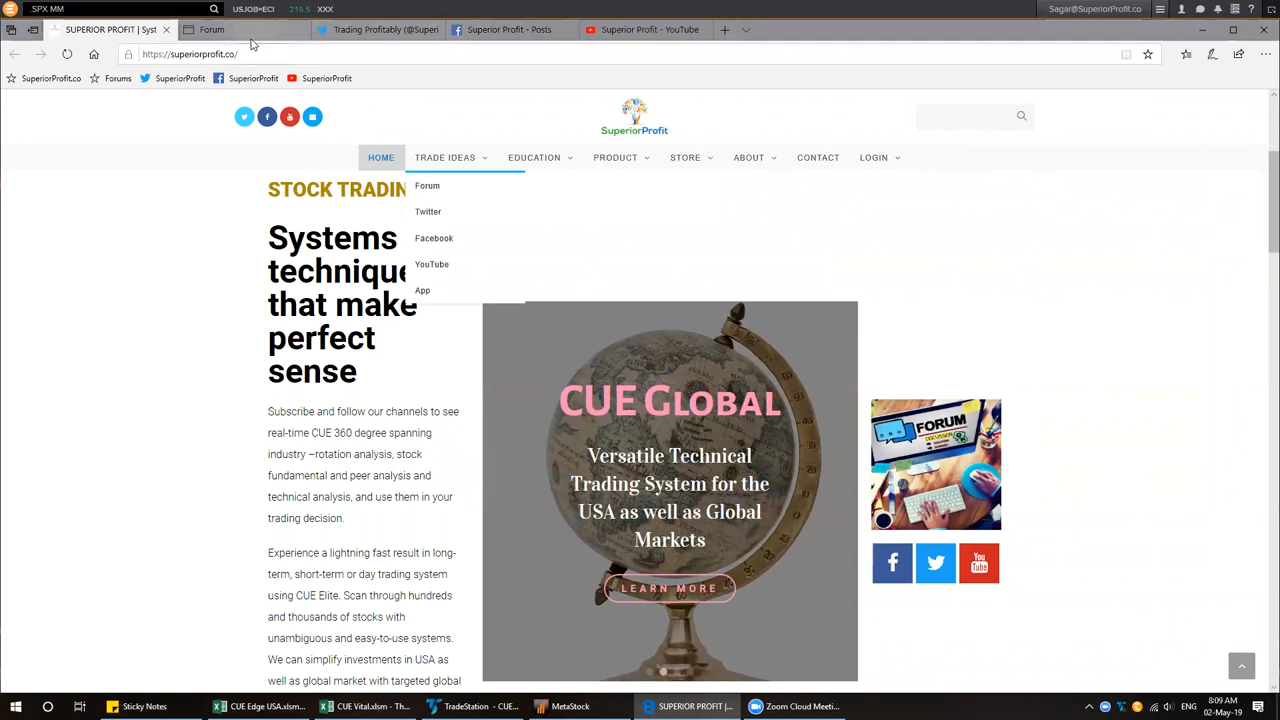 .SPX MM
USJOB=ECI
216.5 XXX
Sagar@SuperiorProfit.co
SUPERIOR PROFIT | Syst
Forum
Trading Profitably (@Superi
Superior Profit - Posts
Superior Profit - YouTube
https://superiorprofit.co/
SuperiorProfit.co
Forums
SuperiorProfit
SuperiorProfit
SuperiorProfit
SuperiorProfit
HOME
TRADE IDEAS
EDUCATION
PRODUCT
STORE
ABOUT
CONTACT
LOGIN
Forum
Twitter
Facebook
YouTube
App
STOCK TRADIN
Systems
technique
that make
perfect
sense
Subscribe and follow our channels to see
real-time CUE 360 degree spanning
industry –rotation analysis, stock
fundamental and peer analysis and
technical analysis, and use them in your
trading decision.
Experience a lightning fast result in long-
term, short-term or day trading system
using CUE Elite. Scan through hundreds
and thousands of stocks with
unambiguous and easy-to-use systems.
We can simplify investments in USA as
well as global market with targeted global
CUE GLOBAL
Versatile Technical
Trading System for the
USA as well as Global
Markets
LEARN MORE
FORUM
DISCUSSION
You
Tube
Sticky Notes
CUE Edge USA.xlsm...
CUE Vital.xlsm - Th...
TradeStation - CUE...
MetaStock
SUPERIOR PROFIT |...
Zoom Cloud Meeti...
8:09 AM
02-May-19